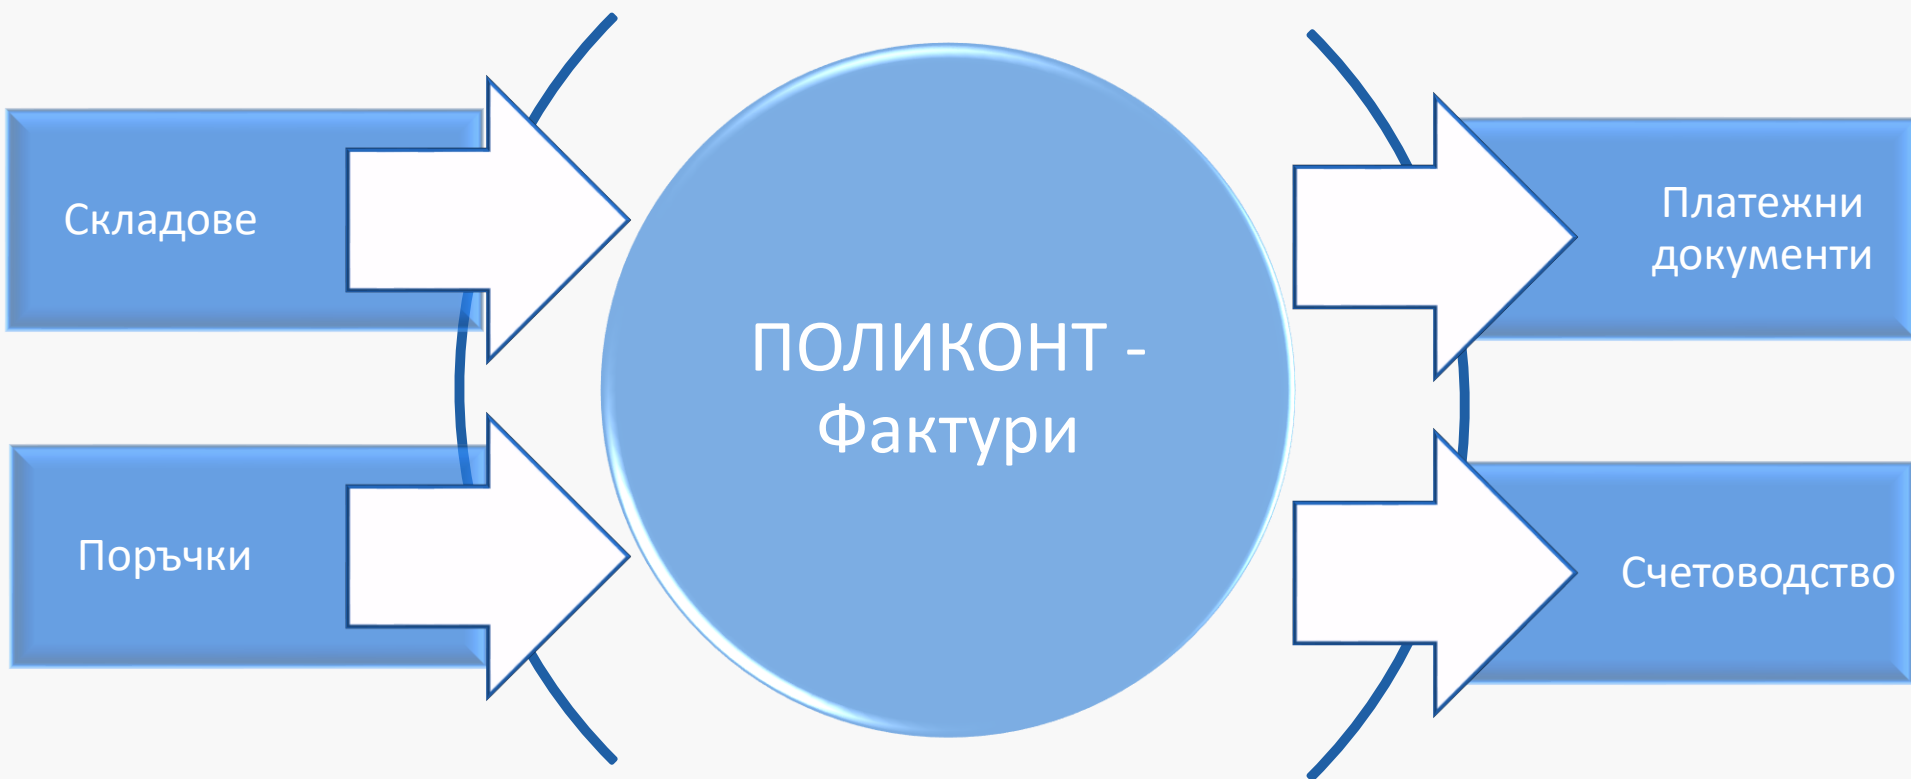 Складове
Поръчки
ПОЛИКОНТ -
Фактури
Платежни
документи
Счетоводство